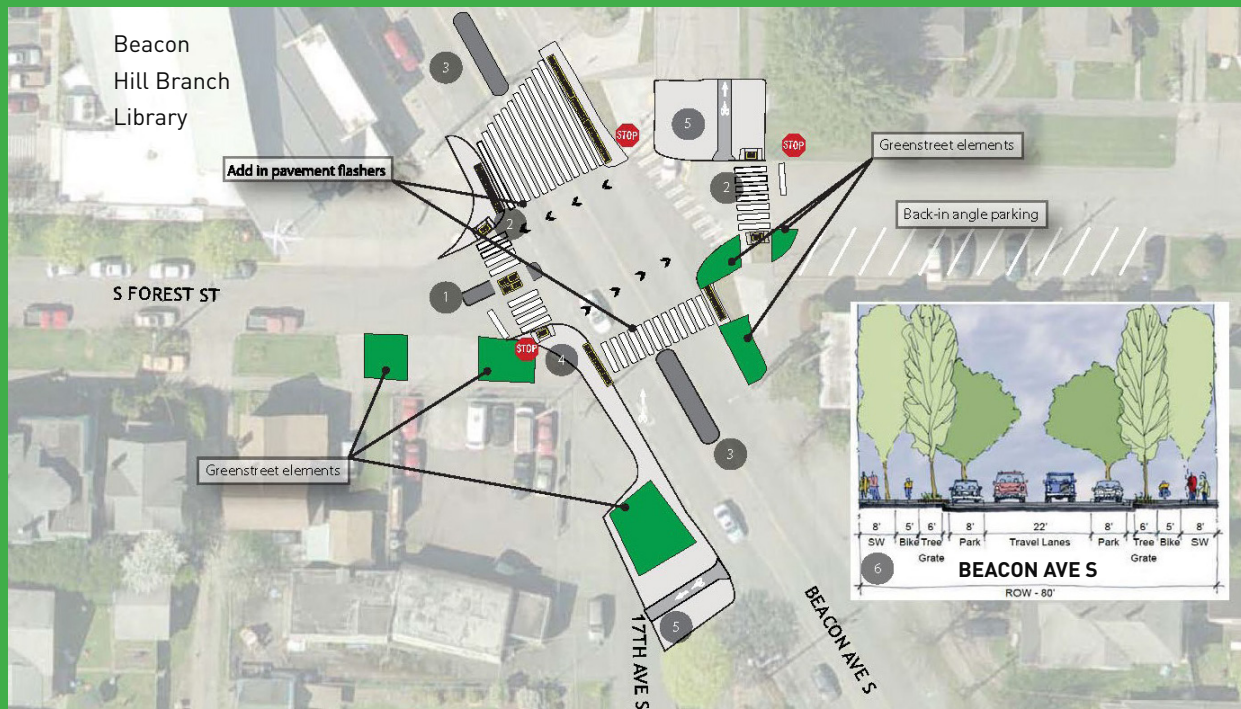 Beacon
Hill Branch
Library
3
STOP
5
STOP
Greenstreet elements
Add in pavement flashers
2
2
Back-in angle parking
S FOREST ST
1
STOP
4
3
Greenstreet elements
5
17TH AVE S
BEACON AVE S
8' 5' 6' 8' 22' 8' 6' 5' 8'
SW Bike Tree Park Travel Lanes Park Tree Bike SW
Grate Grate
6 BEACON AVE S
ROW - 80'